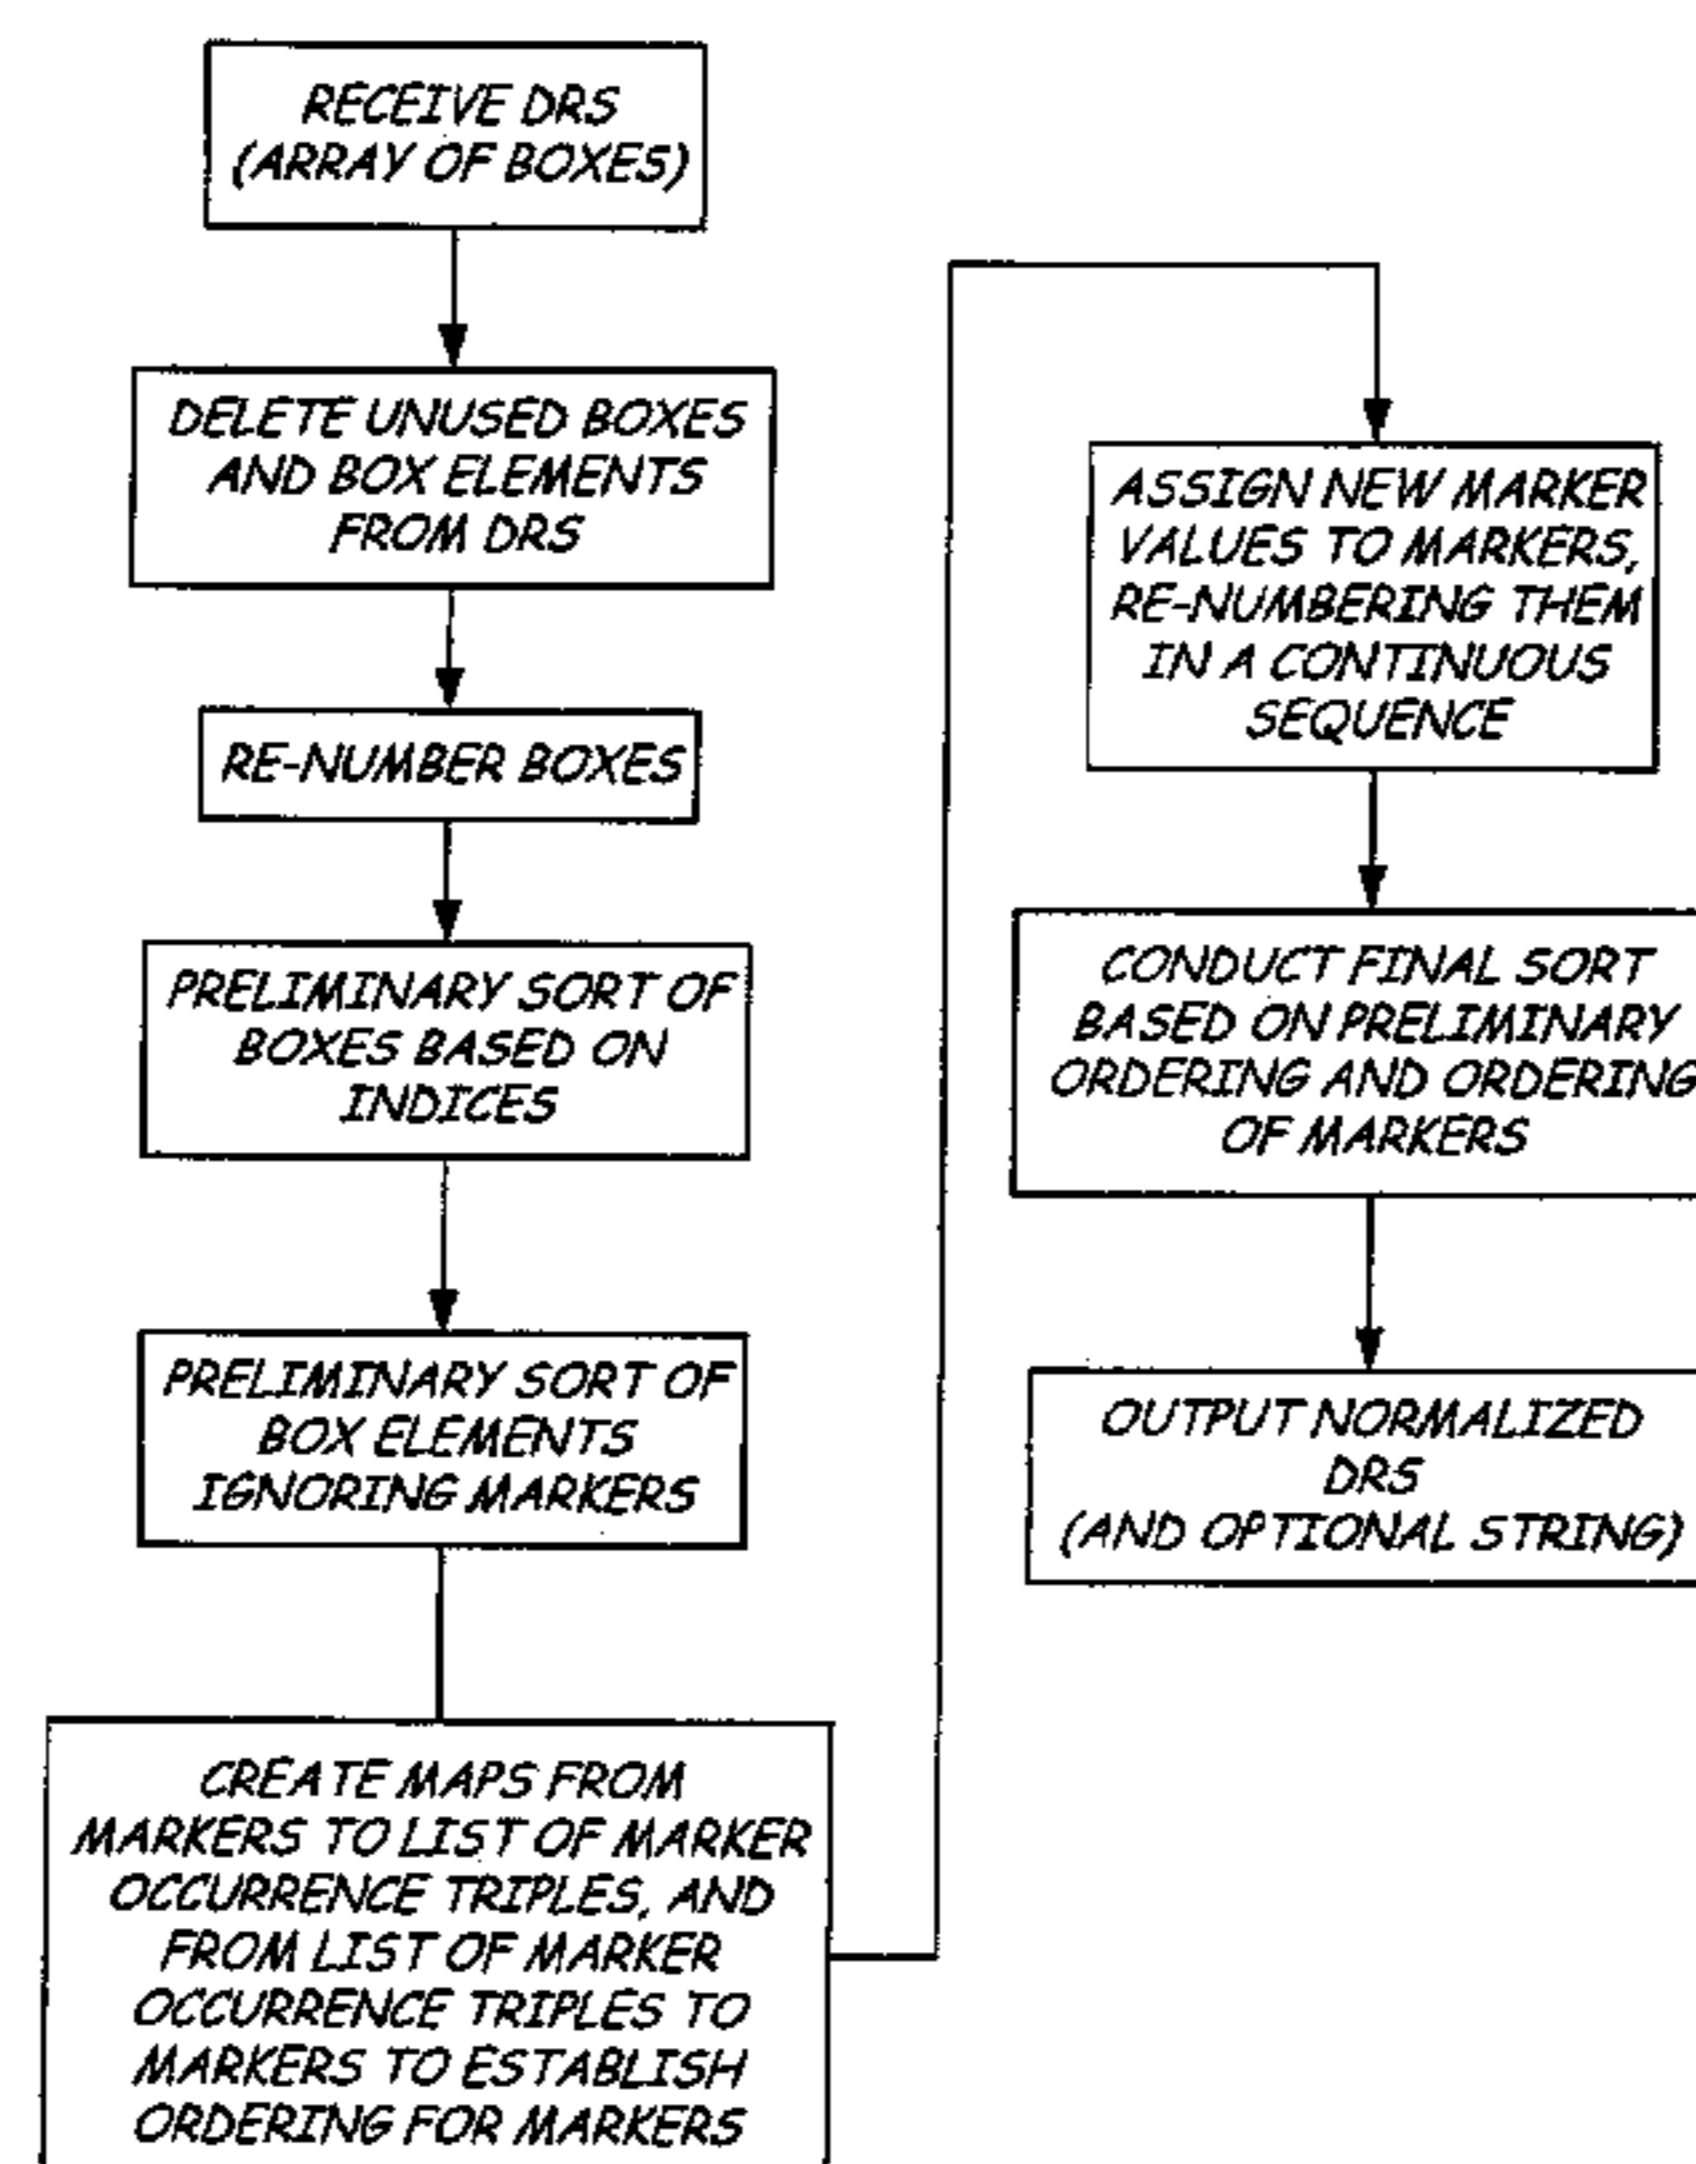 RECEIVE DRS
(ARRAY OF BOXES)
DELETE UNUSED BOXES
AND BOX ELEMENTS
FROM DRS
RE-NUMBER BOXES
PRELIMINARY SORT OF
BOXES BASED ON
INDICES
PRELIMINARY SORT OF
BOX ELEMENTS
IGNORING MARKERS
CREATE MAPS FROM
MARKERS TO LIST OF MARKER
OCCURRENCE TRIPLES, AND
FROM LIST OF MARKER
OCCURRENCE TRIPLES TO
MARKERS TO ESTABLISH
ORDERING FOR MARKERS
ASSIGN NEW MARKER
VALUES TO MARKERS,
RE-NUMBERING THEM
IN A CONTINUOUS
SEQUENCE
CONDUCT FINAL SORT
BASED ON PRELIMINARY
ORDERING AND ORDERING
OF MARKERS
OUTPUT NORMALIZED
DRS
(AND OPTIONAL STRING)